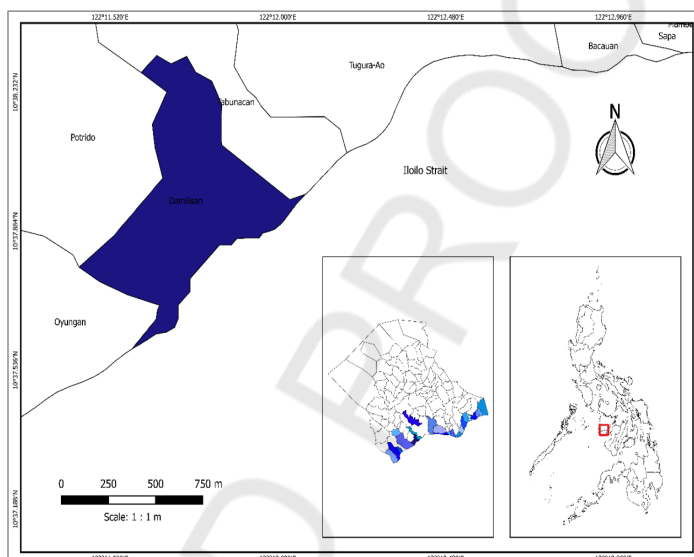 122°11.520'E 122°12.000'E 122°12.480'E 122°12.960'E
Sapa
Bacauan
Tugura-Ao
10°38.232'N
Potrido
Iloilo Strait
N
Damilisan
10°37.884'N
Oyungan
10°37.536'N
0 250 500 750 m
Scale: 1 : 1 m
10°37.188'N